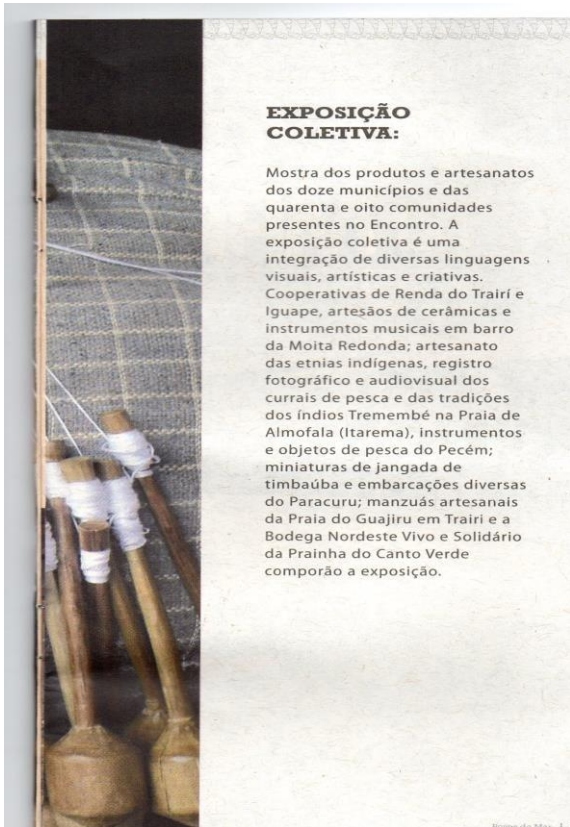 EXPOSIÇÃO
COLETIVA:
Mostra dos produtos e artesanatos
dos doze municípios e das
quarenta e oito comunidades
presentes no Encontro. A
exposição coletiva é uma
integração de diversas linguagens
visuais, artísticas e criativas.
Cooperativas de Renda do Trairí e
Iguape, artesãos de cerâmicas e
instrumentos musicais em barro
da Moita Redonda; artesanato
das etnias indígenas, registro
fotográfico e audiovisual dos
currais de pesca e das tradições
dos índios Tremembé na Praia de
Almofala (Itarema), instrumentos
e objetos de pesca do Pecém;
miniaturas de jangada de
timbaúba e embarcações diversas
do Paracuru; manzuás artesanais
da Praia do Guajiru em Trairi e a
Bodega Nordeste Vivo e Solidário
da Prainha do Canto Verde
comporão a exposição.